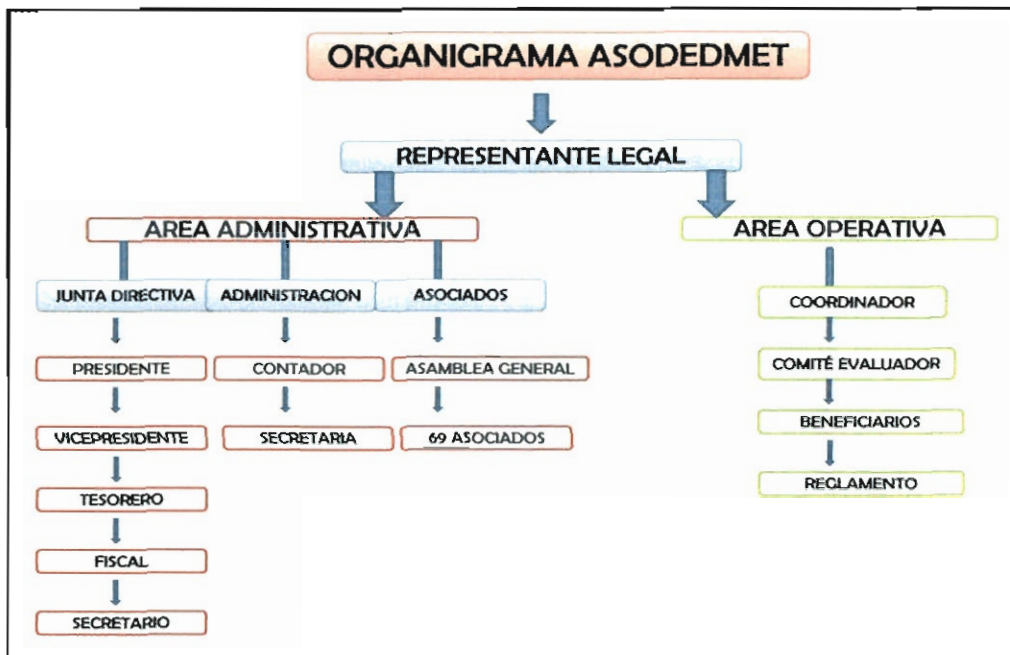 ORGANIGRAMA ASODEDMET
REPRESENTANTE LEGAL
AREA ADMINISTRATIVA
AREA OPERATIVA
JUNTA DIRECTIVA
ADMINISTRACION
ASOCIADOS
COORDINADOR
PRESIDENTE
CONTADOR
ASAMBLEA GENERAL
COMITÉ EVALUADOR
VICEPRESIDENTE
SECRETARIA
69 ASOCIADOS
BENEFICIARIOS
TESORERO
REGLAMENTO
FISCAL
SECRETARIO